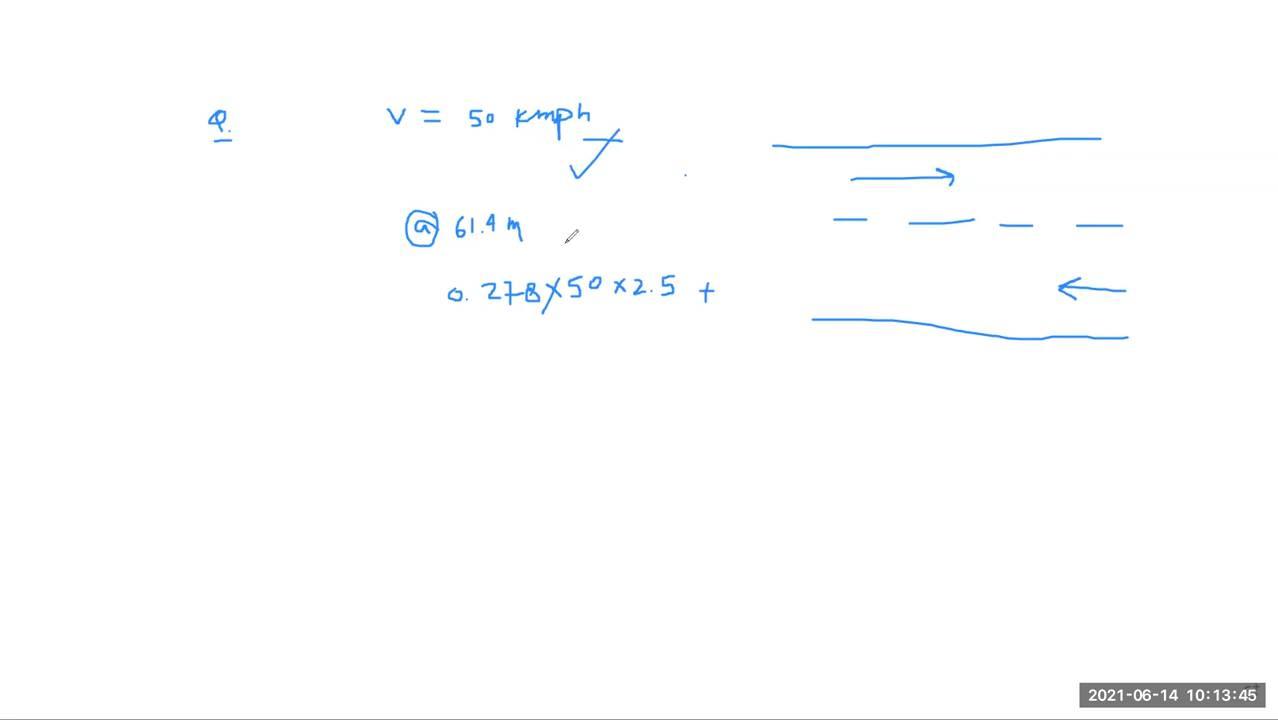 Q. V = 50 kmph
(a) 61.4 m
0.278 × 50 × 2.5 +
2021-06-14 10:13:45